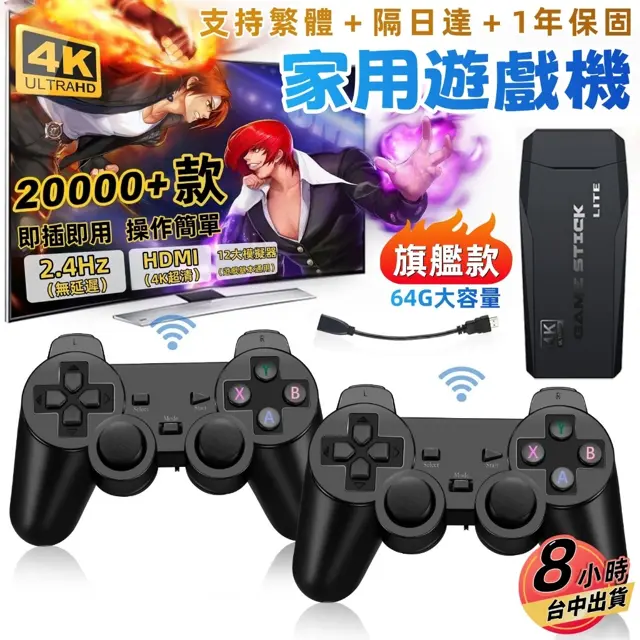 支持繁體+隔日達+1年保固
4K
ULTRAHD
家用遊戲機
20000+款
即插即用 操作簡單
2.4Hz
(無延遲)
HDMI
(4K超清)
12大模擬器
旗艦款
64G大容量
GAME STICK
LITE
4K
L
R
Y
X
B
A
Select
Mode
Start
L
R
Y
X
B
A
Select
Mode
Start
8小時
台中出貨